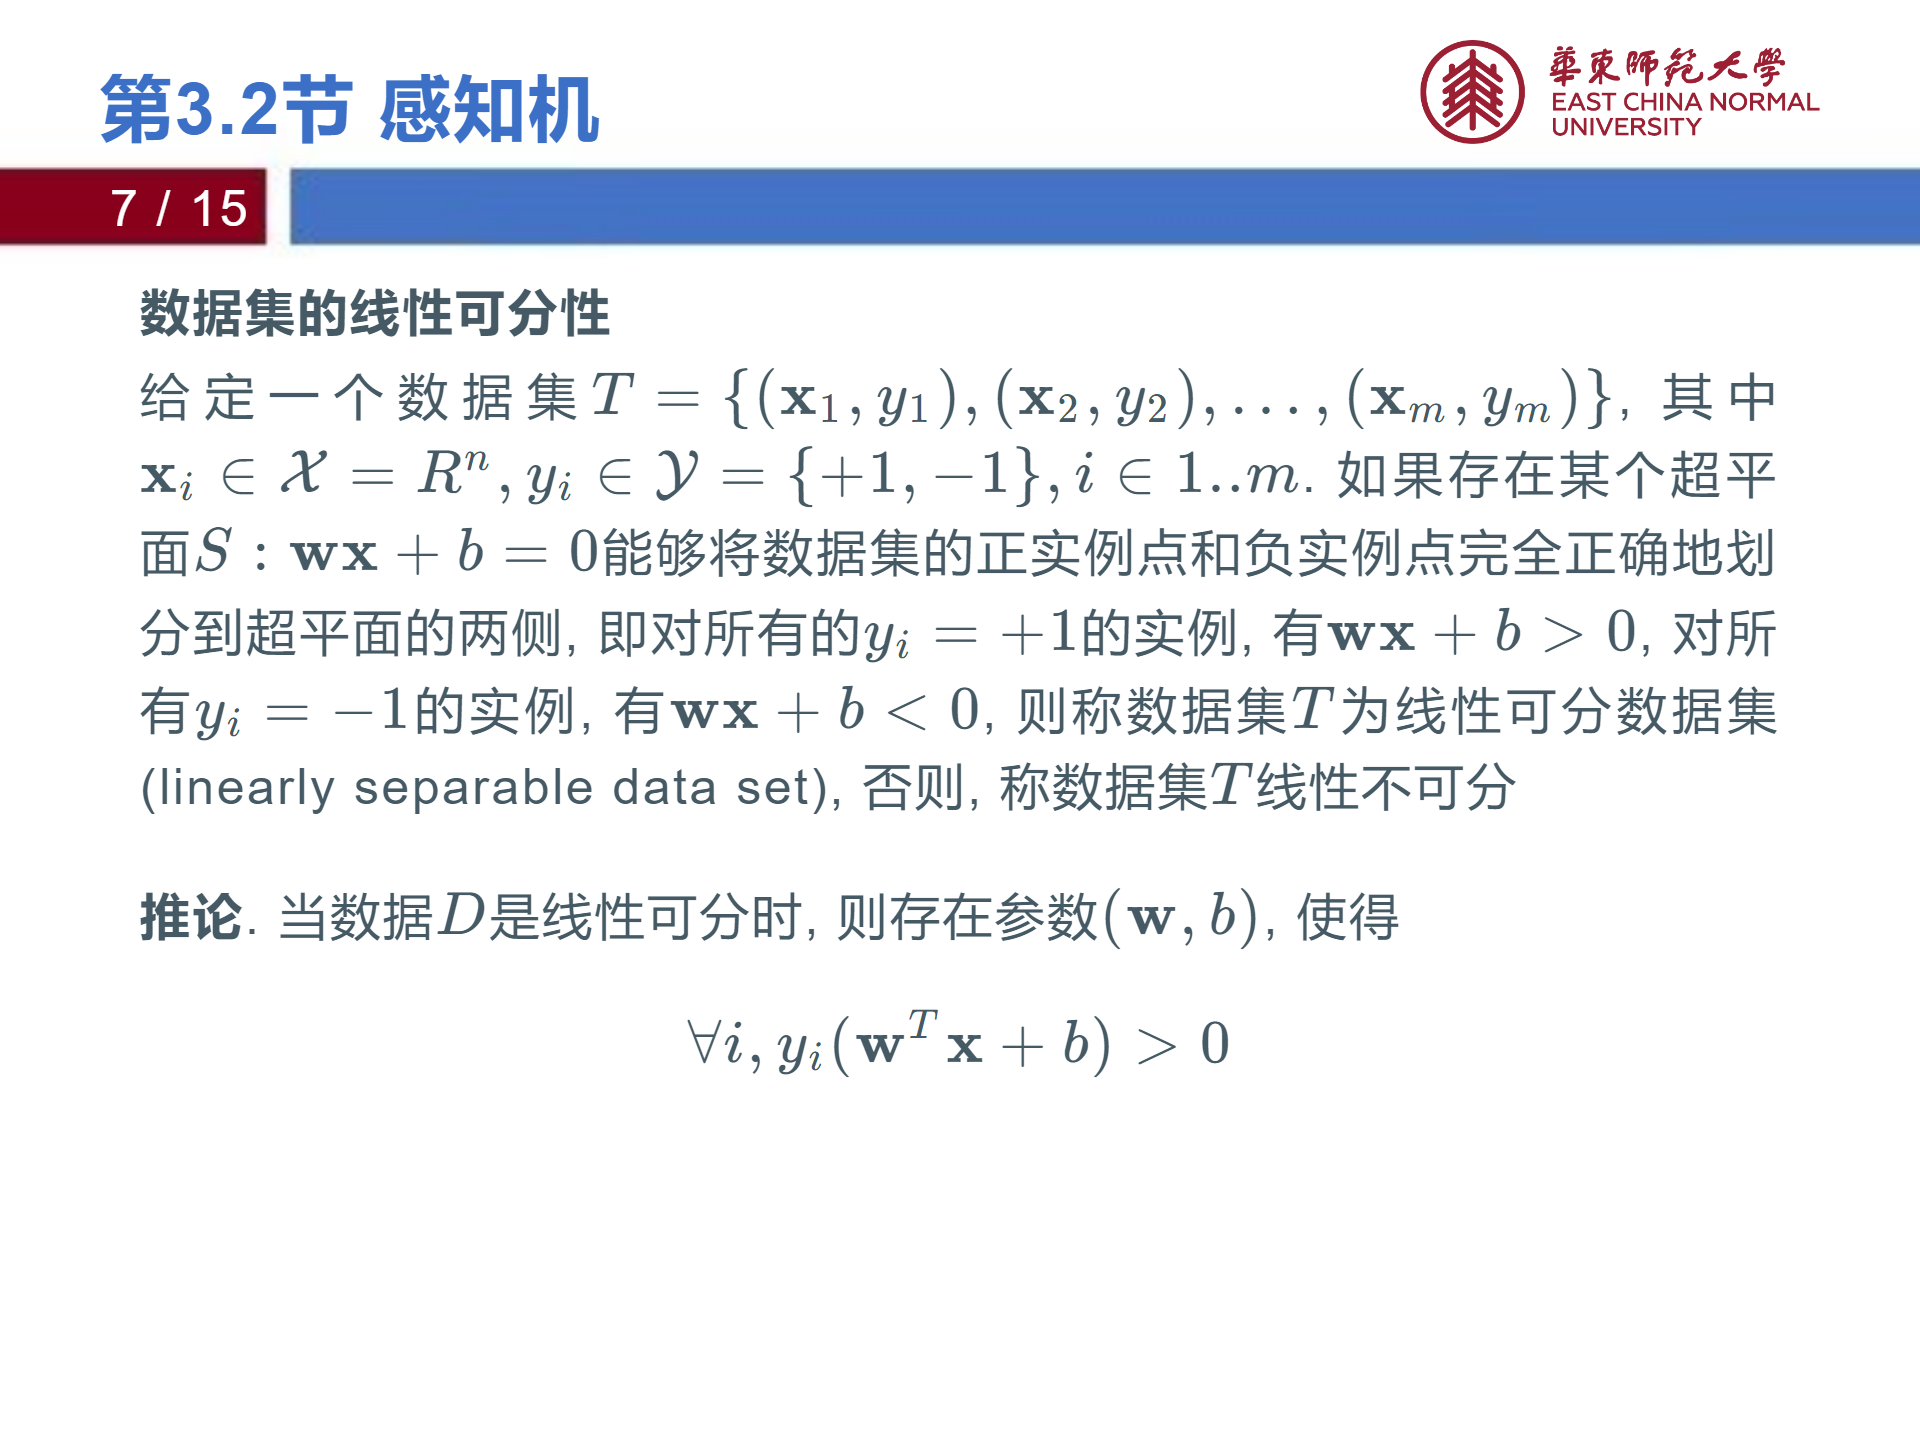 第3.2节 感知机
華東師範大學
EAST CHINA NORMAL
UNIVERSITY
7 / 15
数据集的线性可分性
给定一个数据集T = {(x₁, y₁), (x₂, y₂), . . . , (xₘ, yₘ)}, 其中
xᵢ ∈ 𝒳 = Rⁿ, yᵢ ∈ 𝒴 = {+1, −1}, i ∈ 1..m. 如果存在某个超平
面S : wx + b = 0能够将数据集的正实例点和负实例点完全正确地划
分到超平面的两侧, 即对所有的yᵢ = +1的实例, 有wx + b > 0, 对所
有yᵢ = −1的实例, 有wx + b < 0, 则称数据集T为线性可分数据集
(linearly separable data set), 否则, 称数据集T线性不可分
推论. 当数据D是线性可分时, 则存在参数(w, b), 使得
∀i, yᵢ(wᵀx + b) > 0